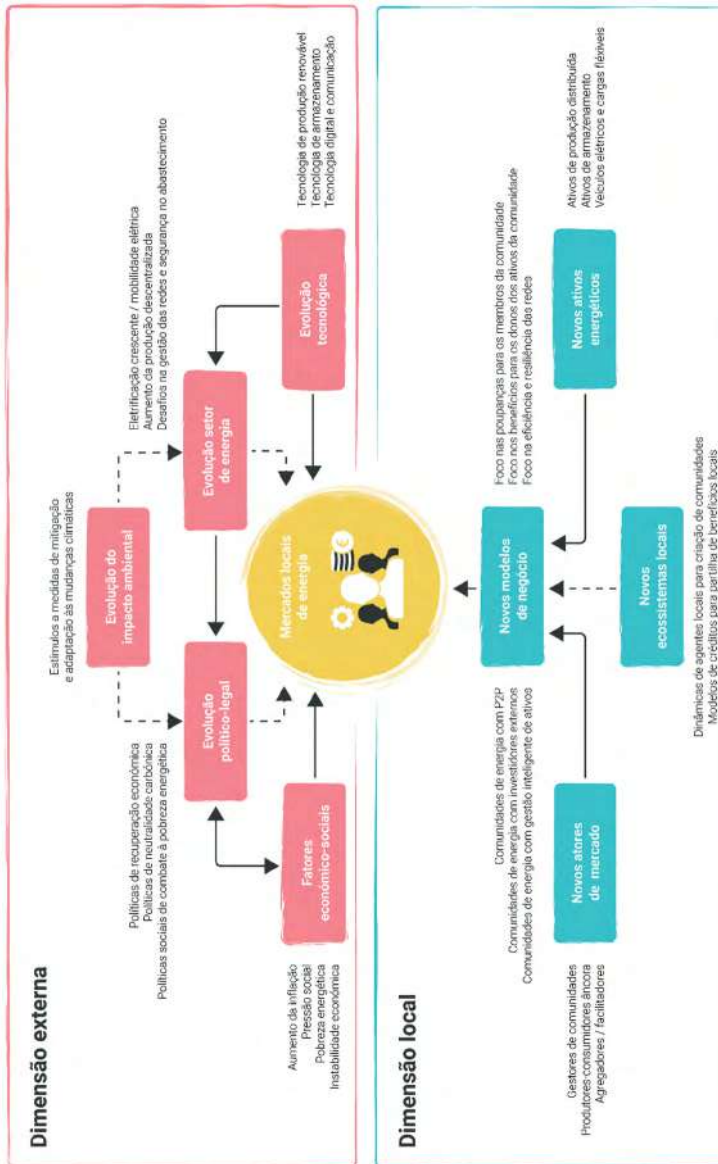 Dimensão externa
Estímulos a medidas de mitigação
e adaptação às mudanças climáticas
Evolução do
impacto ambiental
Políticas de recuperação económica
Políticas de neutralidade carbónica
Políticas sociais de combate à pobreza energética
Evolução
político-legal
Evolução setor
de energia
Eletrificação crescente / mobilidade elétrica
Aumento da produção descentralizada
Desafios na gestão das redes e segurança no abastecimento
Aumento da inflação
Pressão social
Pobreza energética
Instabilidade económica
Fatores
económico-sociais
Mercados locais
de energia
Evolução
tecnológica
Tecnologia de produção renovável
Tecnologia de armazenamento
Tecnologia digital e comunicação
Dimensão local
Comunidades de energia com P2P
Comunidades de energia com investidores externos
Comunidades de energia com gestão inteligente de ativos
Novos modelos
de negócio
Foco nas poupanças para os membros da comunidade
Foco nos benefícios para os donos dos ativos da comunidade
Foco na eficiência e resiliência das redes
Gestores de comunidades
Produtores-consumidores âncora
Agregadores / facilitadores
Novos atores
de mercado
Novos
ecossistemas locais
Novos ativos
energéticos
Ativos de produção distribuída
Ativos de armazenamento
Veículos elétricos e cargas fléxiveis
Dinâmicas de agentes locais para criação de comunidades
Modelos de créditos para partilha de benefícios locais